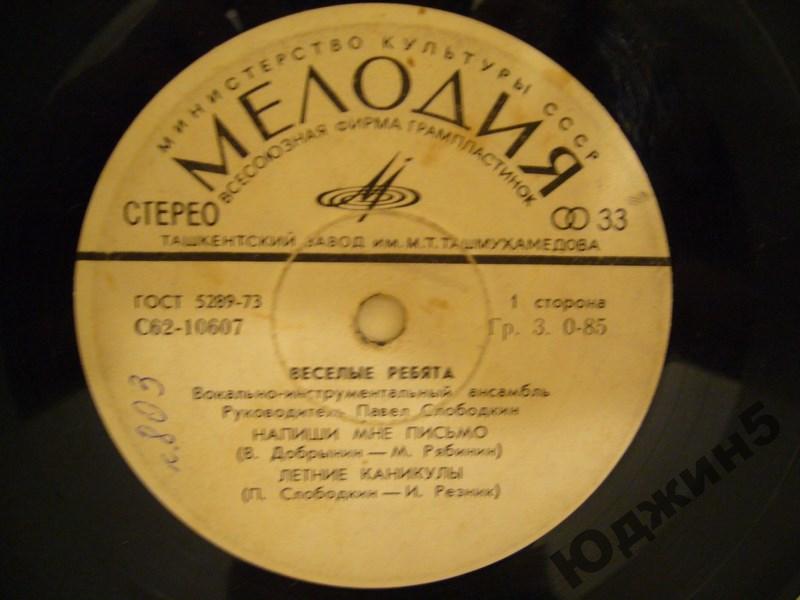 МИНИСТЕРСТВО КУЛЬТУРЫ СССР
МЕЛОДИЯ
ВСЕСОЮЗНАЯ ФИРМА ГРАМПЛАСТИНОК
СТЕРЕО
33
ТАШКЕНТСКИЙ ЗАВОД ИМ. М.Т. ТАШМУХАМЕДОВА
ГОСТ 5289-73
1 сторона
С62-10607
Гр. 3. 0-85
ВЕСЕЛЫЕ РЕБЯТА
Вокально-инструментальный ансамбль
Руководитель Павел Слободкин
НАПИШИ МНЕ ПИСЬМО
(В. Добрынин — М. Рябинин)
ЛЕТНИЕ КАНИКУЛЫ
(П. Слободкин — И. Резник)
к803
Юджин5